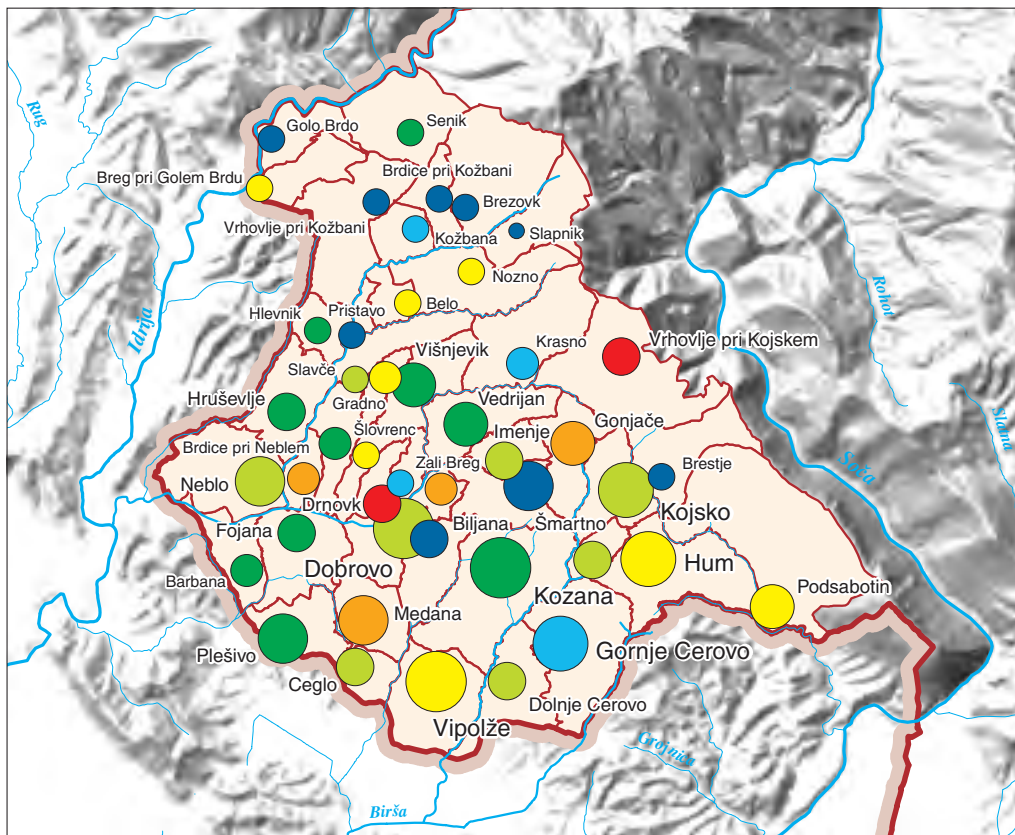 Rug
Golo Brdo
Senik
Breg pri Golem Brdu
Brdice pri Kožbani
Brezovk
Vrhovlje pri Kožbani
Kožbana
Slapnik
Nozno
Rohot
Idrija
Belo
Hlevnik
Pristavo
Višnjevik
Krasno
Vrhovlje pri Kojskem
Slavče
Gradno
Hruševlje
Vedrijan
Slama
Šlovrenc
Imenje
Gonjače
Brdice pri Neblem
Zali Breg
Brestje
Soča
Neblo
Drnovk
Kojsko
Fojana
Biljana
Šmartno
Dobrovo
Hum
Barbana
Kozana
Podsabotin
Medana
Plešivo
Gornje Cerovo
Ceglo
Dolnje Cerovo
Vipolže
Grojnica
Birša